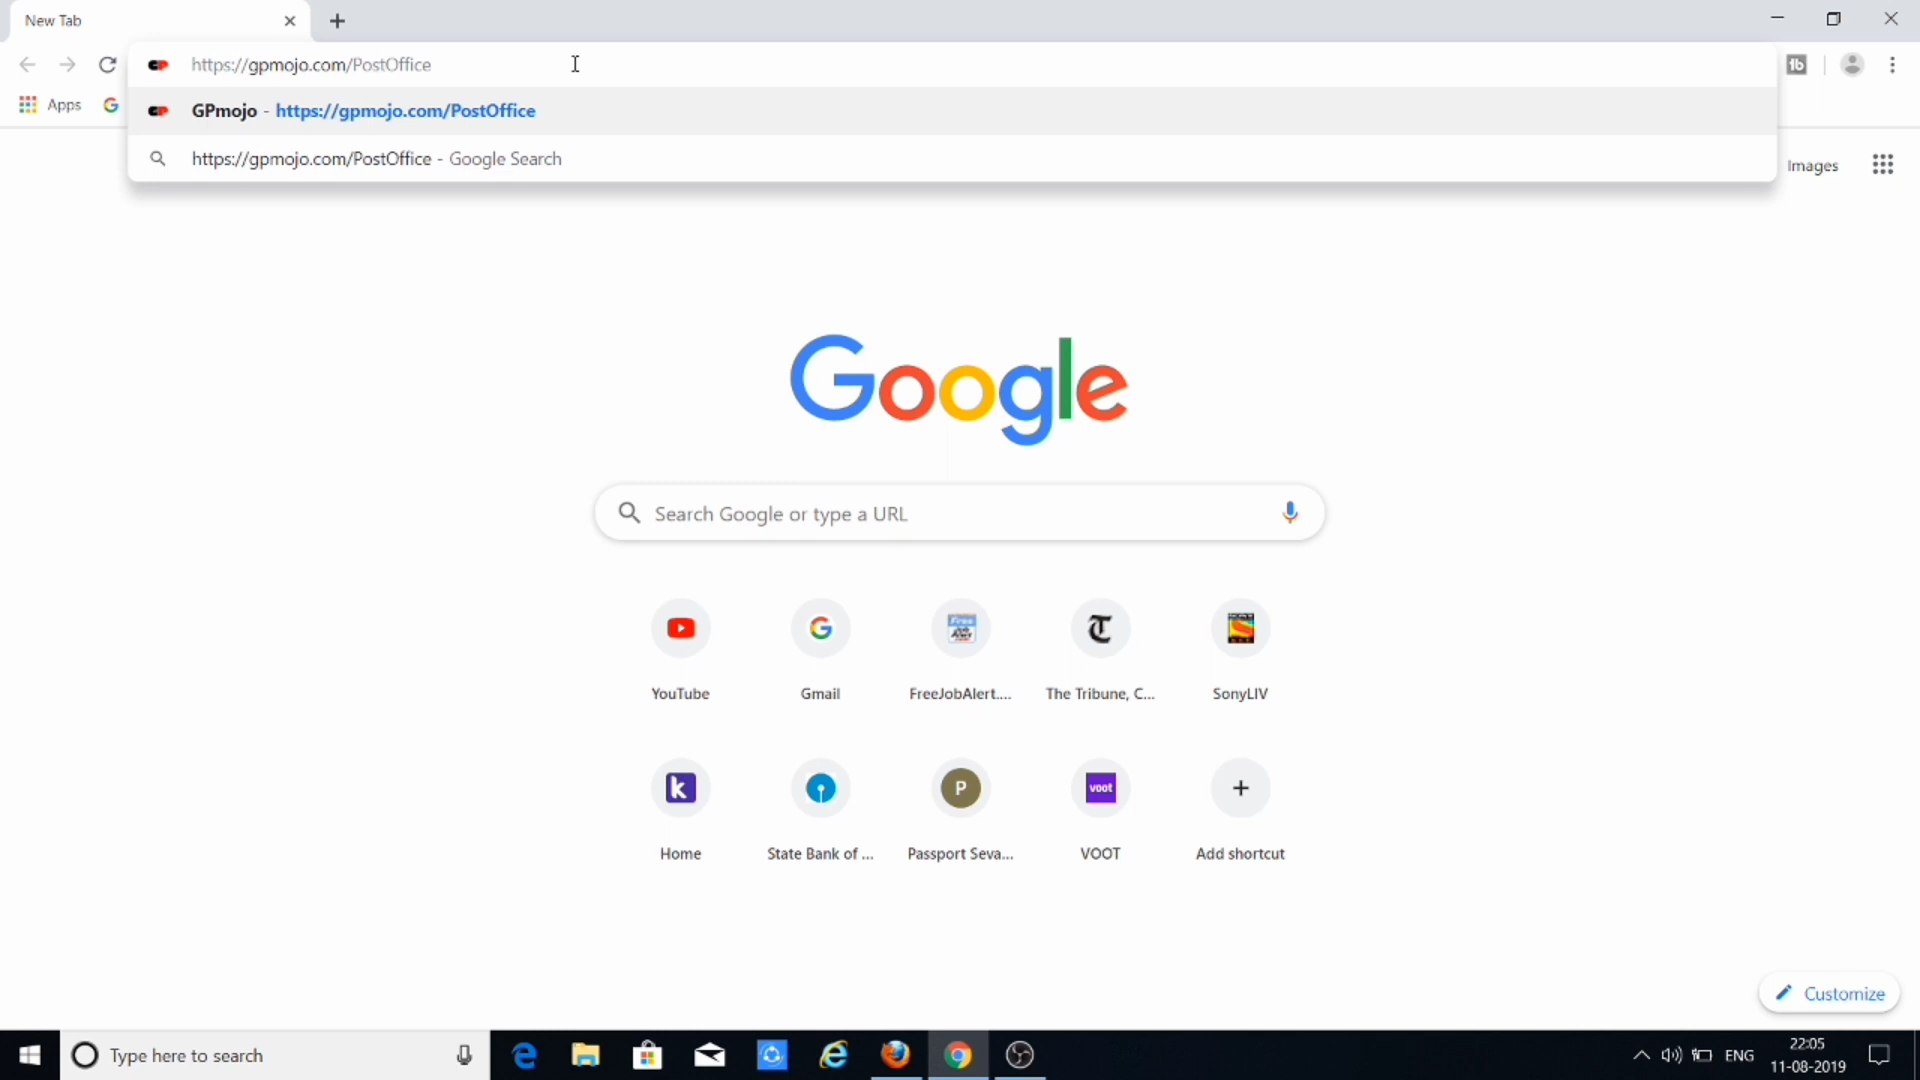 New Tab
https://gpmojo.com/PostOffice
Apps
GPmojo - https://gpmojo.com/PostOffice
https://gpmojo.com/PostOffice - Google Search
Images
Google
Search Google or type a URL
YouTube
Gmail
FreeJobAlert....
The Tribune, C...
SonyLIV
Home
State Bank of ...
Passport Seva...
VOOT
Add shortcut
Customize
Type here to search
ENG
22:05
11-08-2019